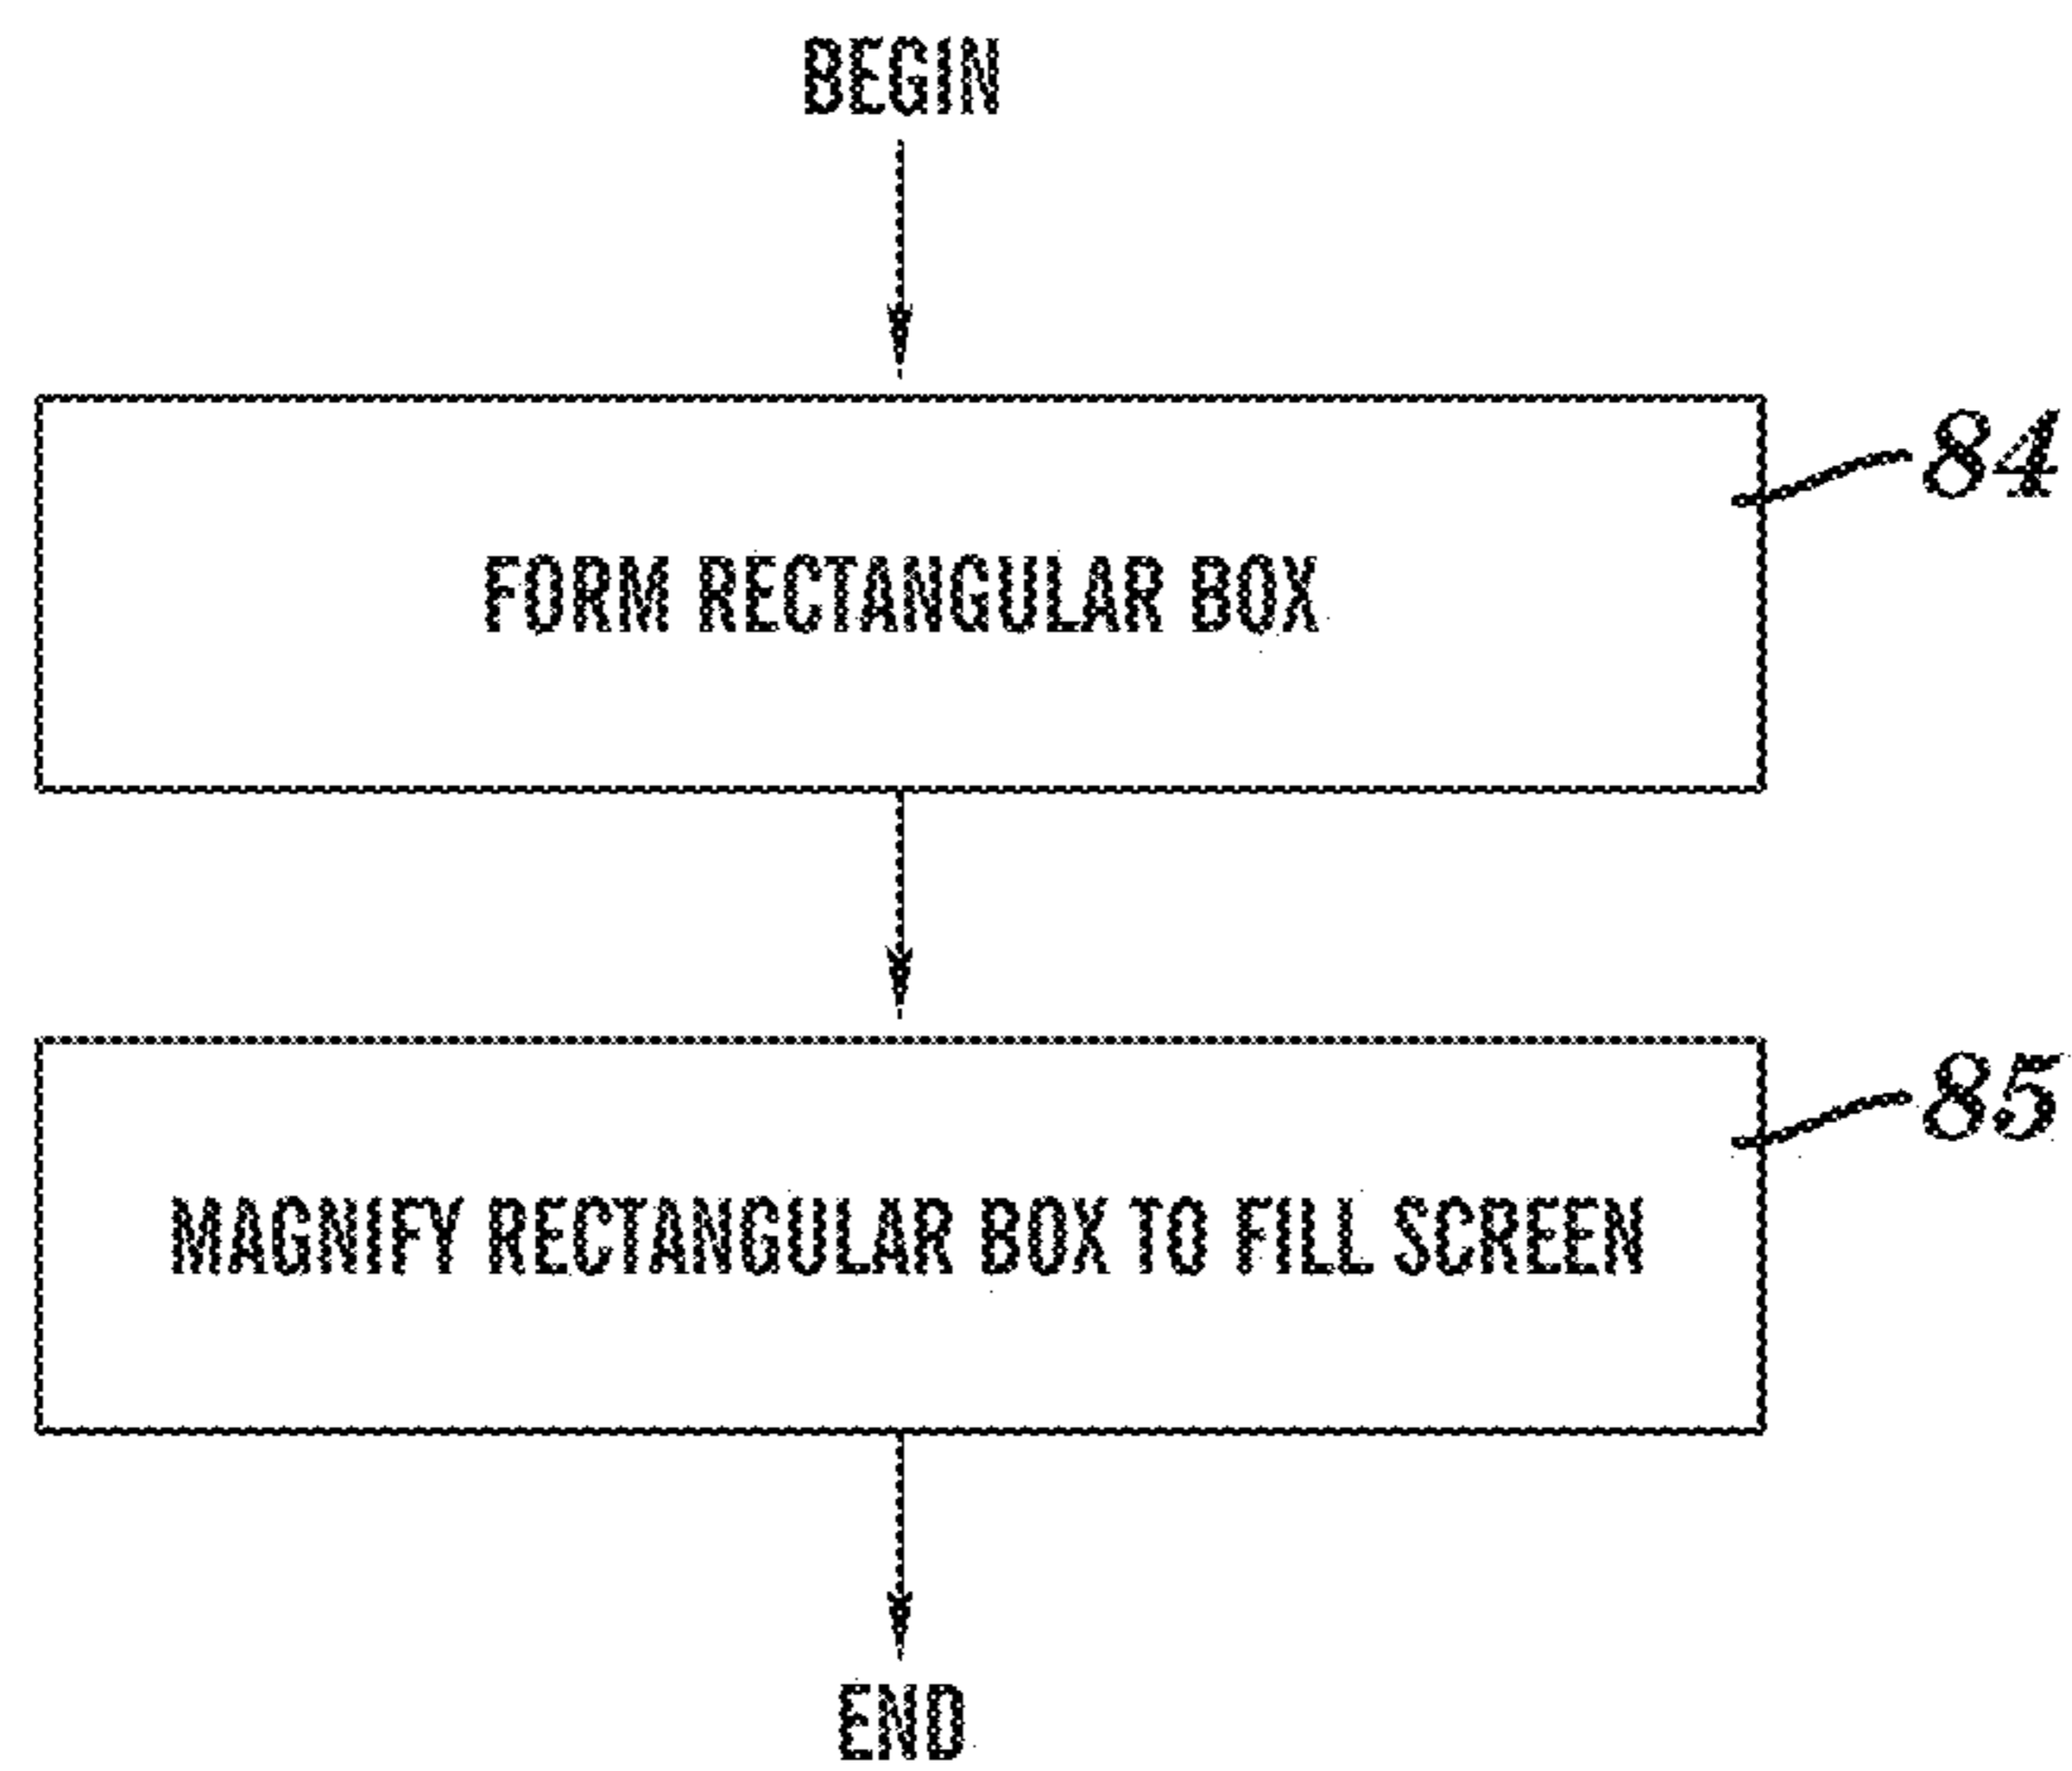 BEGIN
84
FORM RECTANGULAR BOX
85
MAGNIFY RECTANGULAR BOX TO FILL SCREEN
END